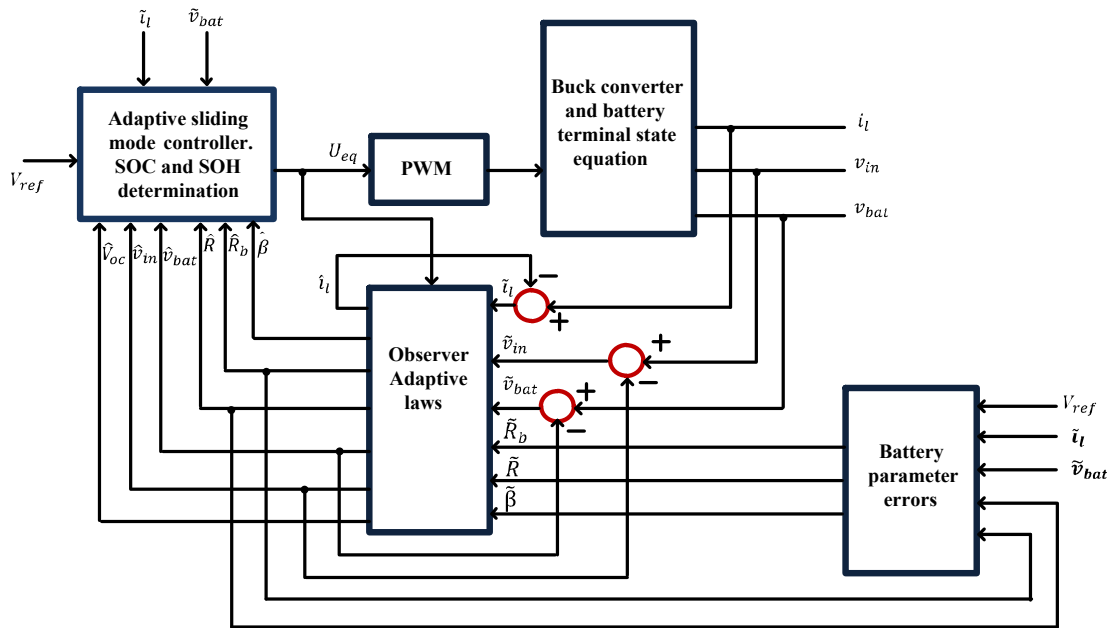 ĩ_l
ṽ_bat
Adaptive sliding
mode controller.
SOC and SOH
determination
V_ref
U_eq
PWM
Buck converter
and battery
terminal state
equation
i_l
v_in
v_bat
V̂_oc
v̂_in
v̂_bat
R̂
R̂_b
β̂
î_l
ĩ_l
−
+
Observer
Adaptive
laws
ṽ_in
+
−
ṽ_bat
+
−
R̃_b
R̃
β̃
Battery
parameter
errors
V_ref
ĩ_l
ṽ_bat